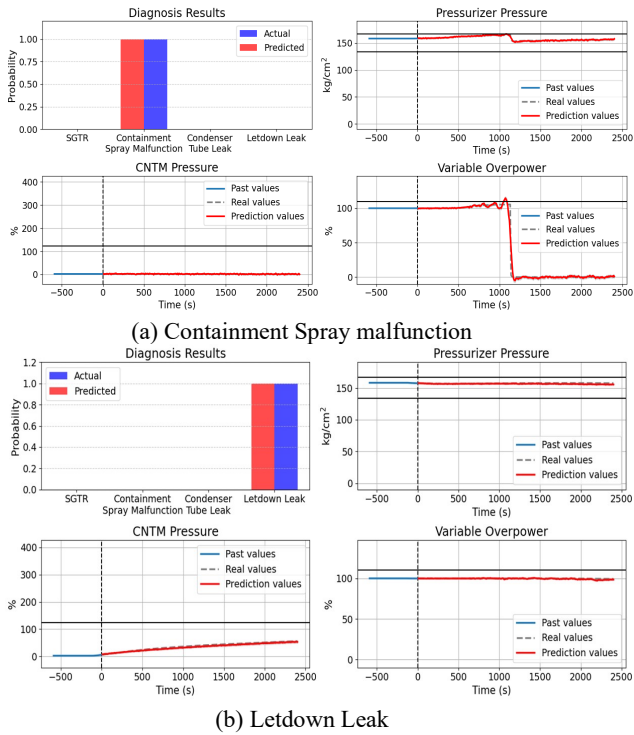 Diagnosis Results
Probability
1.00
0.75
0.50
0.25
0.00
Actual
Predicted
SGTR
Containment
Spray Malfunction
Condenser
Tube Leak
Letdown Leak
Pressurizer Pressure
kg/cm²
150
100
50
0
Past values
Real values
Prediction values
−500 0 500 1000 1500 2000 2500
Time (s)
CNTM Pressure
%
400
300
200
100
0
Past values
Real values
Prediction values
−500 0 500 1000 1500 2000 2500
Time (s)
Variable Overpower
%
100
50
0
Past values
Real values
Prediction values
−500 0 500 1000 1500 2000 2500
Time (s)
(a) Containment Spray malfunction
Diagnosis Results
Probability
1.2
1.0
0.8
0.6
0.4
0.2
0.0
Actual
Predicted
SGTR
Containment
Spray Malfunction
Condenser
Tube Leak
Letdown Leak
Pressurizer Pressure
kg/cm²
150
100
50
0
Past values
Real values
Prediction values
−500 0 500 1000 1500 2000 2500
Time (s)
CNTM Pressure
%
400
300
200
100
0
Past values
Real values
Prediction values
−500 0 500 1000 1500 2000 2500
Time (s)
Variable Overpower
%
100
50
0
Past values
Real values
Prediction values
−500 0 500 1000 1500 2000 2500
Time (s)
(b) Letdown Leak